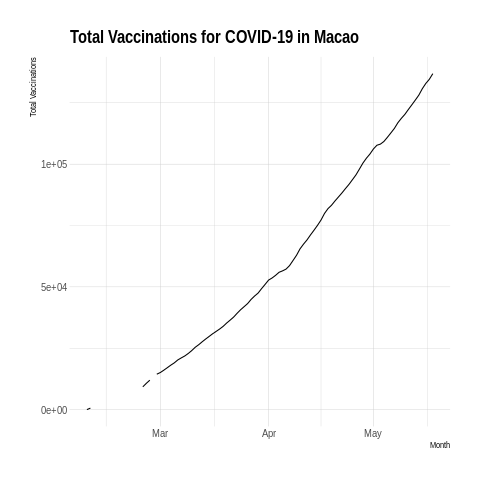 Total Vaccinations for COVID-19 in Macao
Total Vaccinations
1e+05
5e+04
0e+00
Mar Apr May
Month